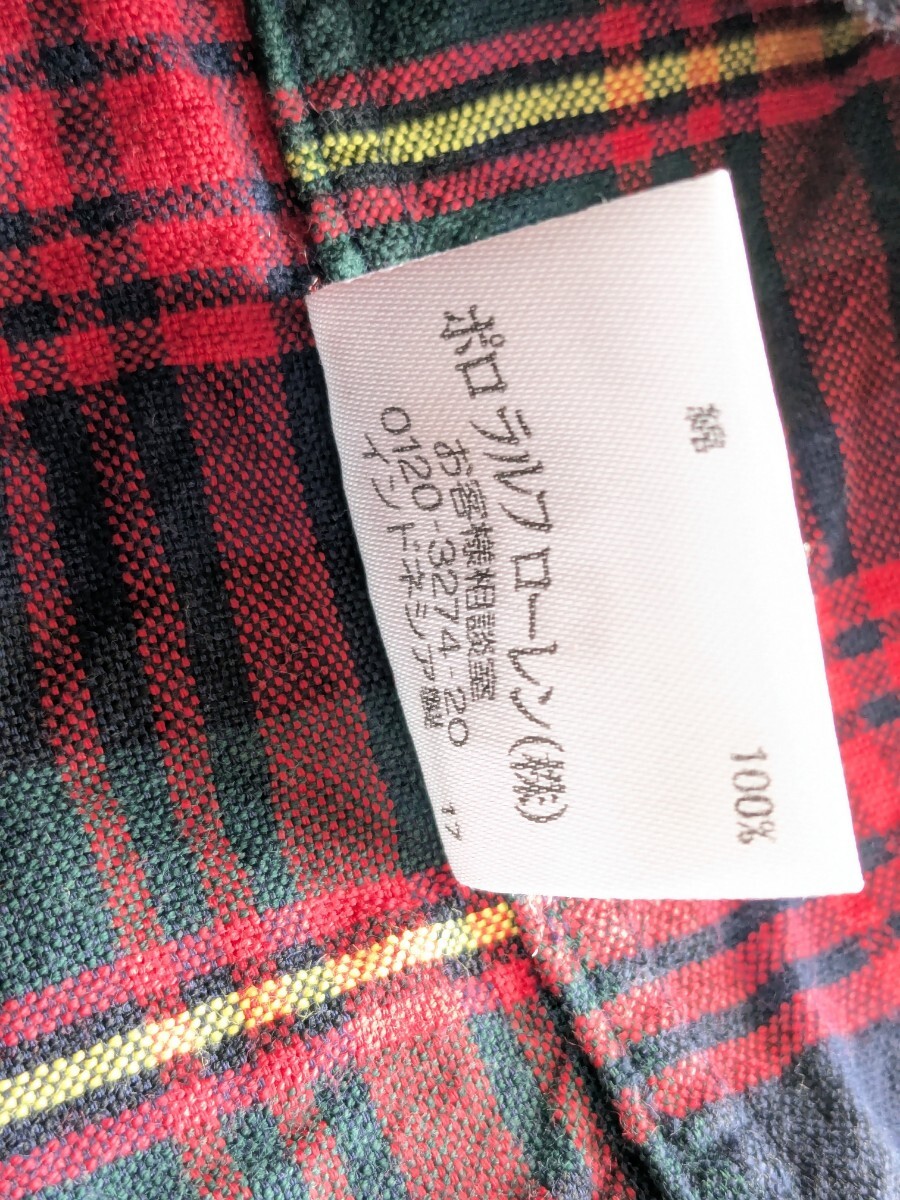 綿 100%
ポロ ラルフ ローレン(株)
お客様相談室
0120-3274-20
インドネシア製
17